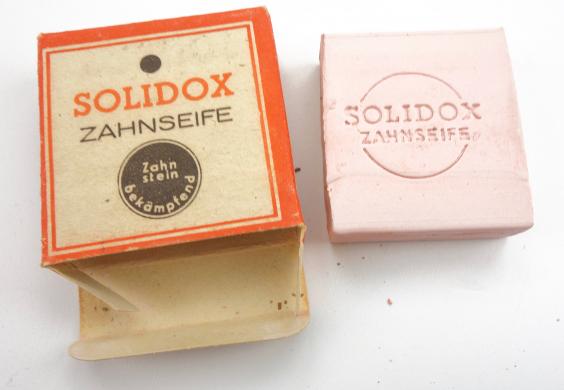 SOLIDOX
ZAHNSEIFE
Zahn
stein
bekämpfend
SOLIDOX
ZAHNSEIFE